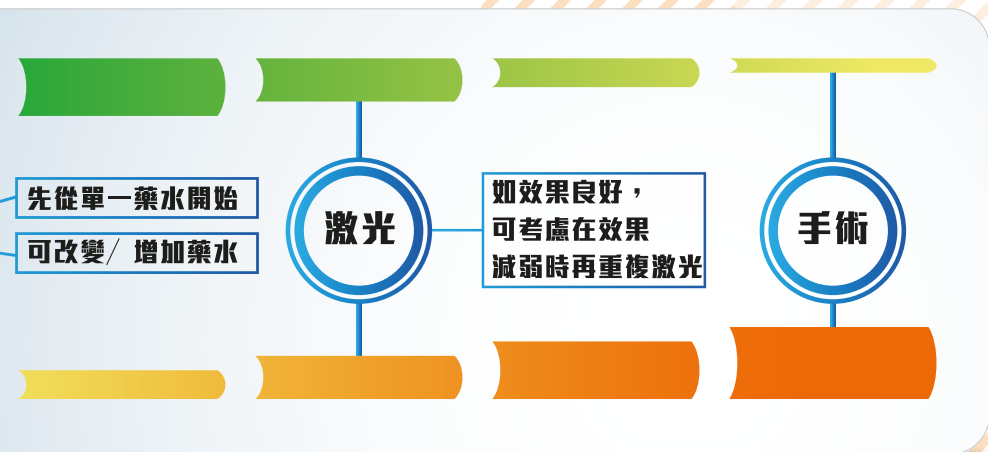 先從單一藥水開始
可改變/ 增加藥水
激光
如效果良好，
可考慮在效果
減弱時再重複激光
手術